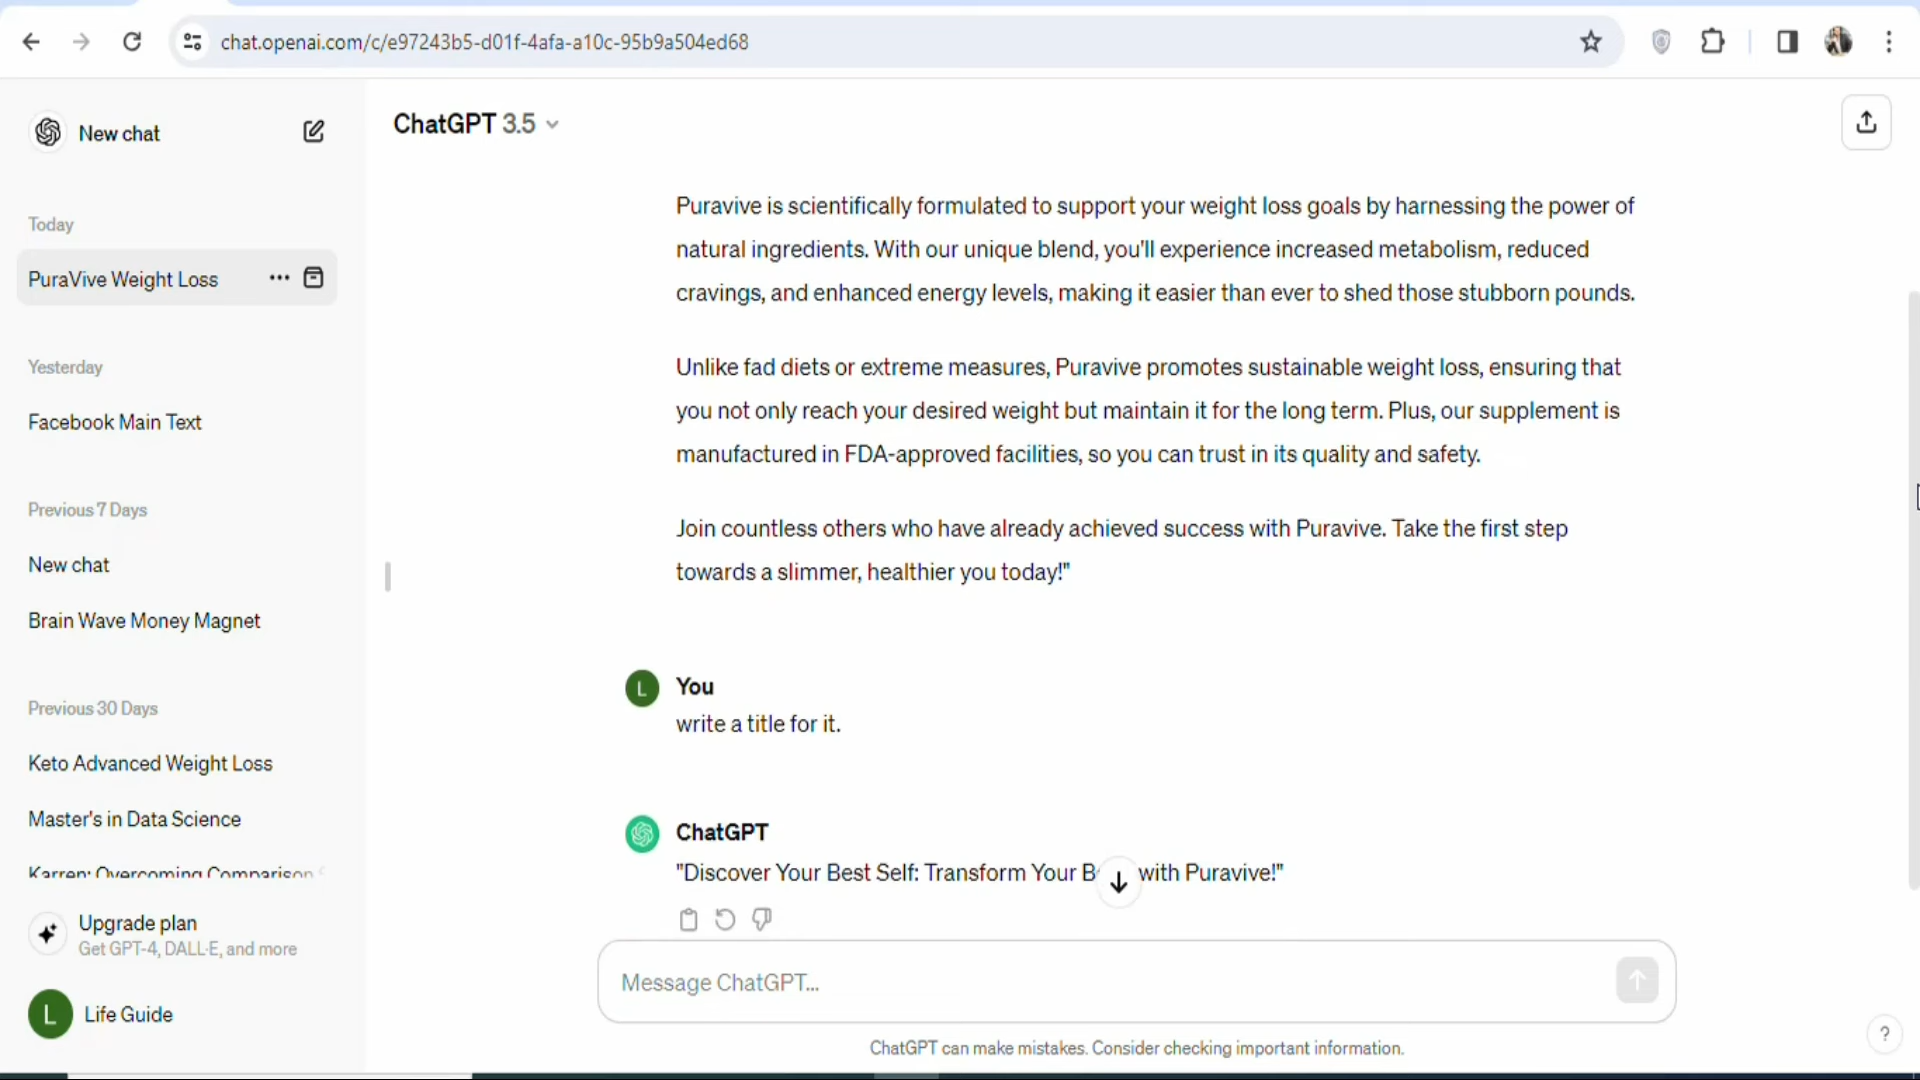 chat.openai.com/c/e97243b5-d01f-4afa-a10c-95b9a504ed68
New chat
ChatGPT 3.5
Today
PuraVive Weight Loss
Yesterday
Facebook Main Text
Previous 7 Days
New chat
Brain Wave Money Magnet
Previous 30 Days
Keto Advanced Weight Loss
Master's in Data Science
Karren: Overcoming Comparison
Upgrade plan
Get GPT-4, DALL·E, and more
L
Life Guide
Puravive is scientifically formulated to support your weight loss goals by harnessing the power of
natural ingredients. With our unique blend, you'll experience increased metabolism, reduced
cravings, and enhanced energy levels, making it easier than ever to shed those stubborn pounds.
Unlike fad diets or extreme measures, Puravive promotes sustainable weight loss, ensuring that
you not only reach your desired weight but maintain it for the long term. Plus, our supplement is
manufactured in FDA-approved facilities, so you can trust in its quality and safety.
Join countless others who have already achieved success with Puravive. Take the first step
towards a slimmer, healthier you today!"
L
You
write a title for it.
ChatGPT
"Discover Your Best Self: Transform Your with Puravive!"
Message ChatGPT...
ChatGPT can make mistakes. Consider checking important information.
?